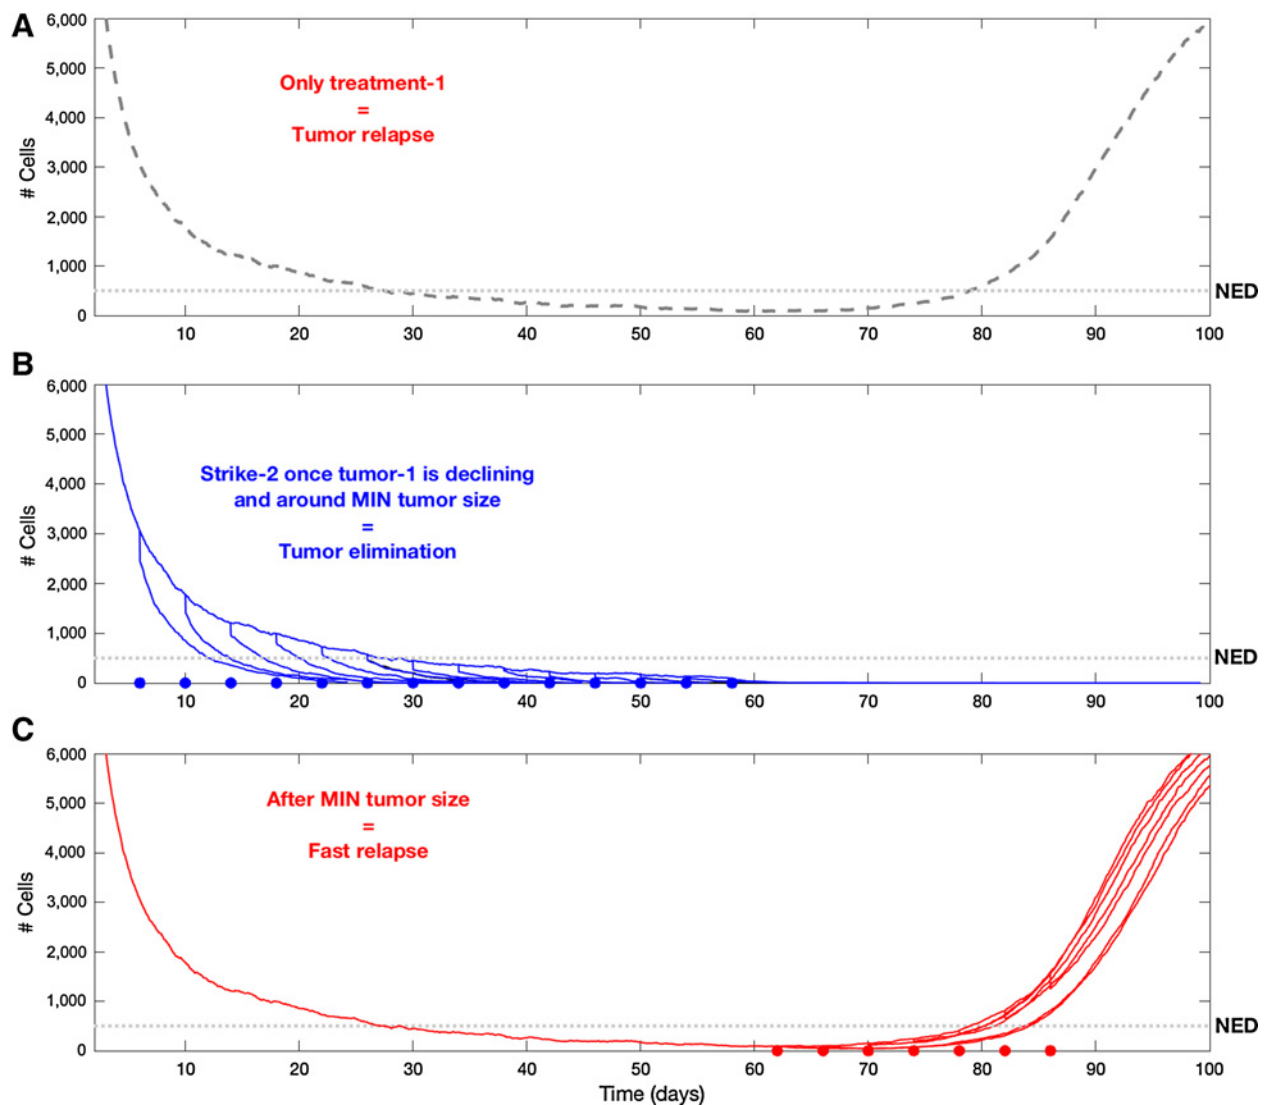 A
6,000
5,000
4,000
3,000
2,000
1,000
0
# Cells
Only treatment-1
=
Tumor relapse
NED
10 20 30 40 50 60 70 80 90 100
B
6,000
5,000
4,000
3,000
2,000
1,000
0
# Cells
Strike-2 once tumor-1 is declining
and around MIN tumor size
=
Tumor elimination
NED
10 20 30 40 50 60 70 80 90 100
C
6,000
5,000
4,000
3,000
2,000
1,000
0
# Cells
After MIN tumor size
=
Fast relapse
NED
10 20 30 40 50 60 70 80 90 100
Time (days)